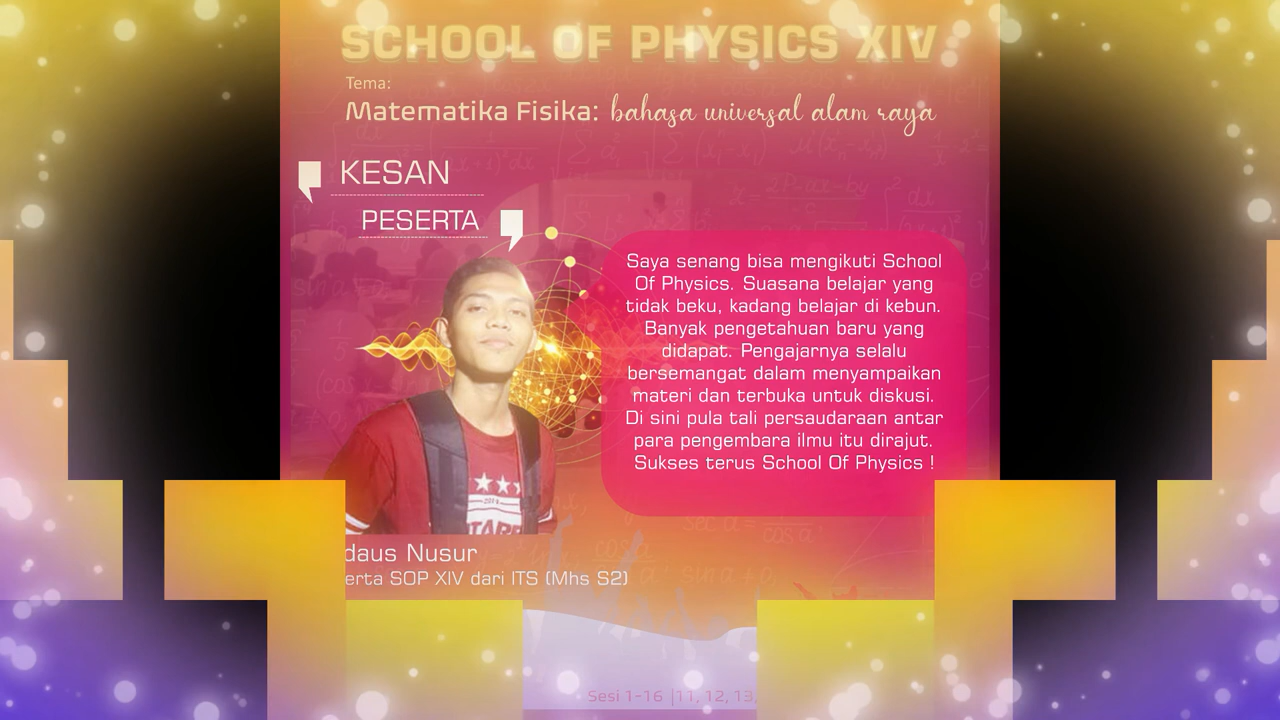 SCHOOL OF PHYSICS XIV
Tema:
Matematika Fisika: bahasa universal alam raya
KESAN
PESERTA
Saya senang bisa mengikuti School
Of Physics. Suasana belajar yang
tidak beku, kadang belajar di kebun.
Banyak pengetahuan baru yang
didapat. Pengajarnya selalu
bersemangat dalam menyampaikan
materi dan terbuka untuk diskusi.
Di sini pula tali persaudaraan antar
para pengembara ilmu itu dirajut.
Sukses terus School Of Physics !
2014
daus Nusur
erta SOP XIV dari ITS (Mhs S2)
Sesi 1-16 |11, 12, 13,